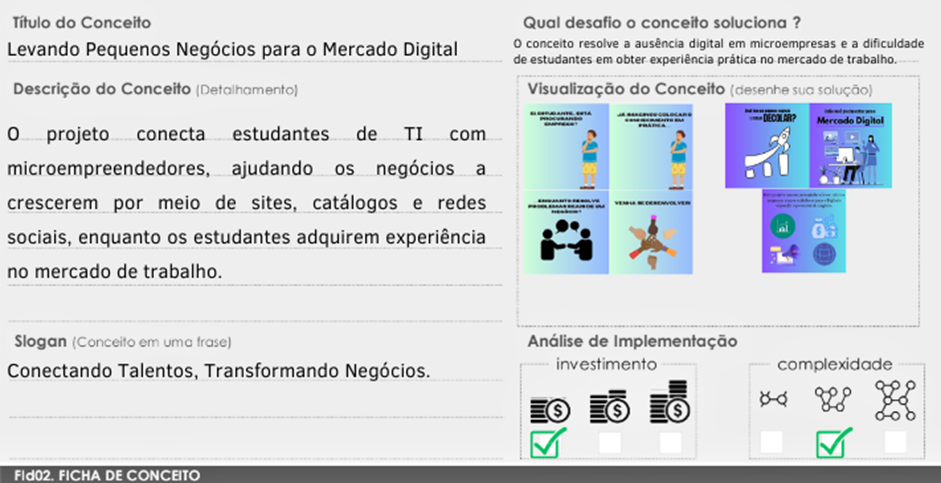 Título do Conceito
Levando Pequenos Negócios para o Mercado Digital
Descrição do Conceito (Detalhamento)
O projeto conecta estudantes de TI com
microempreendedores, ajudando os negócios a
crescerem por meio de sites, catálogos e redes
sociais, enquanto os estudantes adquirem experiência
no mercado de trabalho.
Slogan (Conceito em uma frase)
Conectando Talentos, Transformando Negócios.
Qual desafio o conceito soluciona ?
O conceito resolve a ausência digital em microempresas e a dificuldade
de estudantes em obter experiência prática no mercado de trabalho.
Visualização do Conceito (desenhe sua solução)
EI ESTUDANTE, ESTÁ
PROCURANDO
EMPREGO?
JÁ IMAGINOU COLOCAR O
CONHECIMENTO EM
PRÁTICA
ENQUANTO RESOLVE
PROBLEMAS REAIS DE UM
NEGÓCIO?
VENHA SE DESENVOLVER
DECOLAR?
Mercado Digital
Análise de Implementação
investimento
complexidade
FId02. FICHA DE CONCEITO